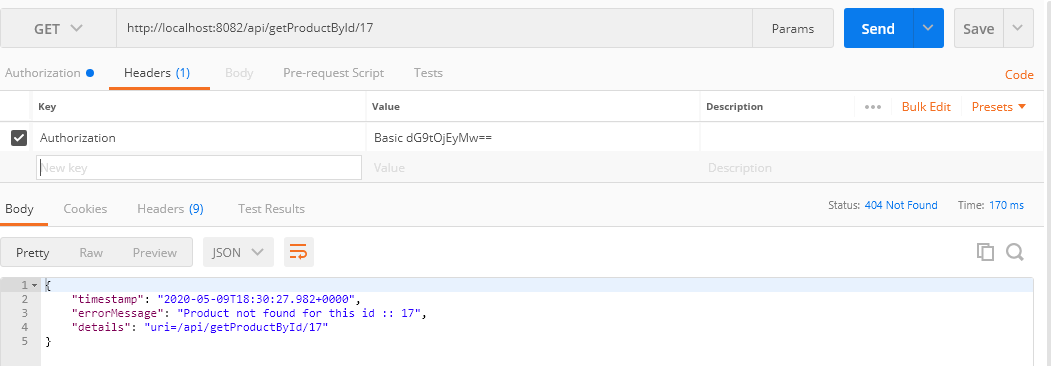 GET http://localhost:8082/api/getProductById/17 Params Send Save
Authorization Headers (1) Body Pre-request Script Tests Code
Key Value Description ••• Bulk Edit Presets
Authorization Basic dG9tOjEyMw==
New key Value Description
Body Cookies Headers (9) Test Results Status: 404 Not Found Time: 170 ms
Pretty Raw Preview JSON
1 {
2 "timestamp": "2020-05-09T18:30:27.982+0000",
3 "errorMessage": "Product not found for this id :: 17",
4 "details": "uri=/api/getProductById/17"
5 }